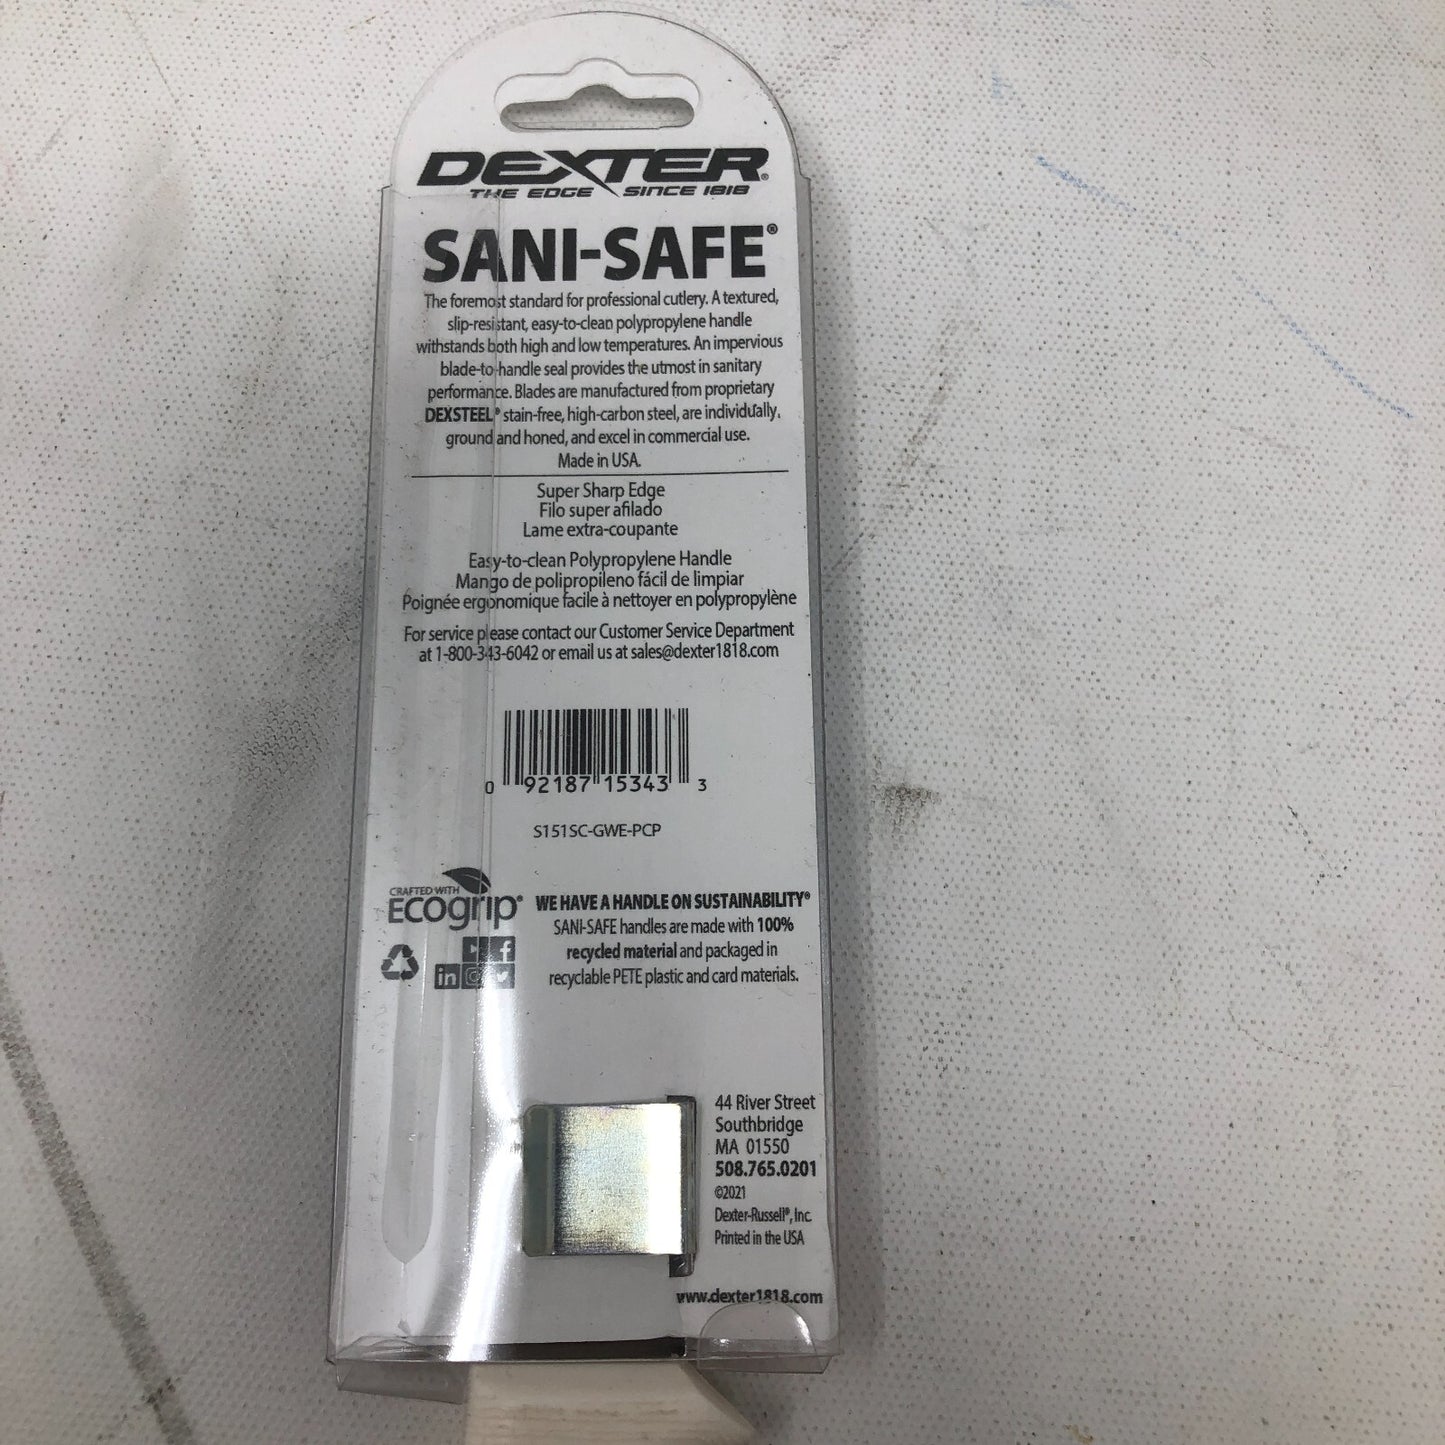 DEXTER®
THE EDGE SINCE 1818
SANI-SAFE®
The foremost standard for professional cutlery. A textured,
slip-resistant, easy-to-clean polypropylene handle
withstands both high and low temperatures. An impervious
blade-to-handle seal provides the utmost in sanitary
performance. Blades are manufactured from proprietary
DEXSTEEL® stain-free, high-carbon steel, are individually.
ground and honed, and excel in commercial use.
Made in USA.
Super Sharp Edge
Filo super afilado
Lame extra-coupante
Easy-to-clean Polypropylene Handle
Mango de polipropileno fácil de limpiar
Poignée ergonomique facile à nettoyer en polypropylène
For service please contact our Customer Service Department
at 1-800-343-6042 or email us at sales@dexter1818.com
0 92187 15343 3
S151SC-GWE-PCP
CRAFTED WITH
Ecogrip®
in f
WE HAVE A HANDLE ON SUSTAINABILITY®
SANI-SAFE handles are made with 100%
recycled material and packaged in
recyclable PETE plastic and card materials.
44 River Street
Southbridge
MA 01550
508.765.0201
©2021
Dexter-Russell®, Inc.
Printed in the USA
www.dexter1818.com